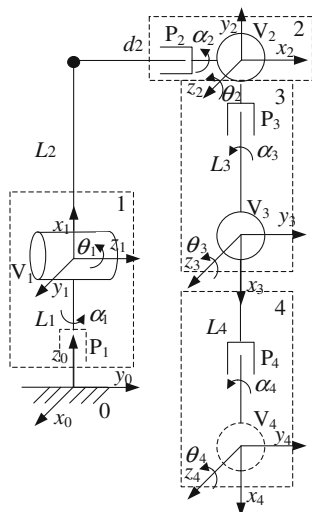 y₂ V₂ 2
P₂ α₂
d₂ x₂
z₂ θ₂ 3
P₃
L₂ L₃ α₃
1
x₁ V₃
θ₁ z₁ y₃
V₁ θ₃
y₁ z₃
x₃
4
L₁ α₁ L₄
P₁
z₀ P₄
y₀ α₄
x₀ 0 V₄
θ₄ y₄
z₄
x₄